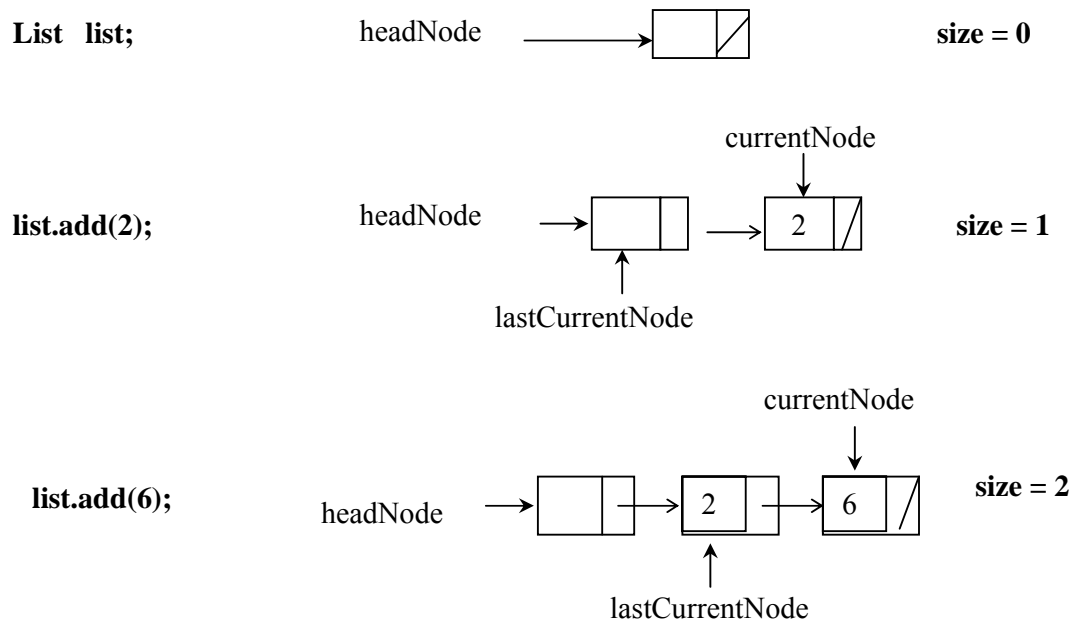 List list; headNode size = 0
currentNode
list.add(2); headNode 2 size = 1
lastCurrentNode
currentNode
list.add(6); headNode 2 6 size = 2
lastCurrentNode